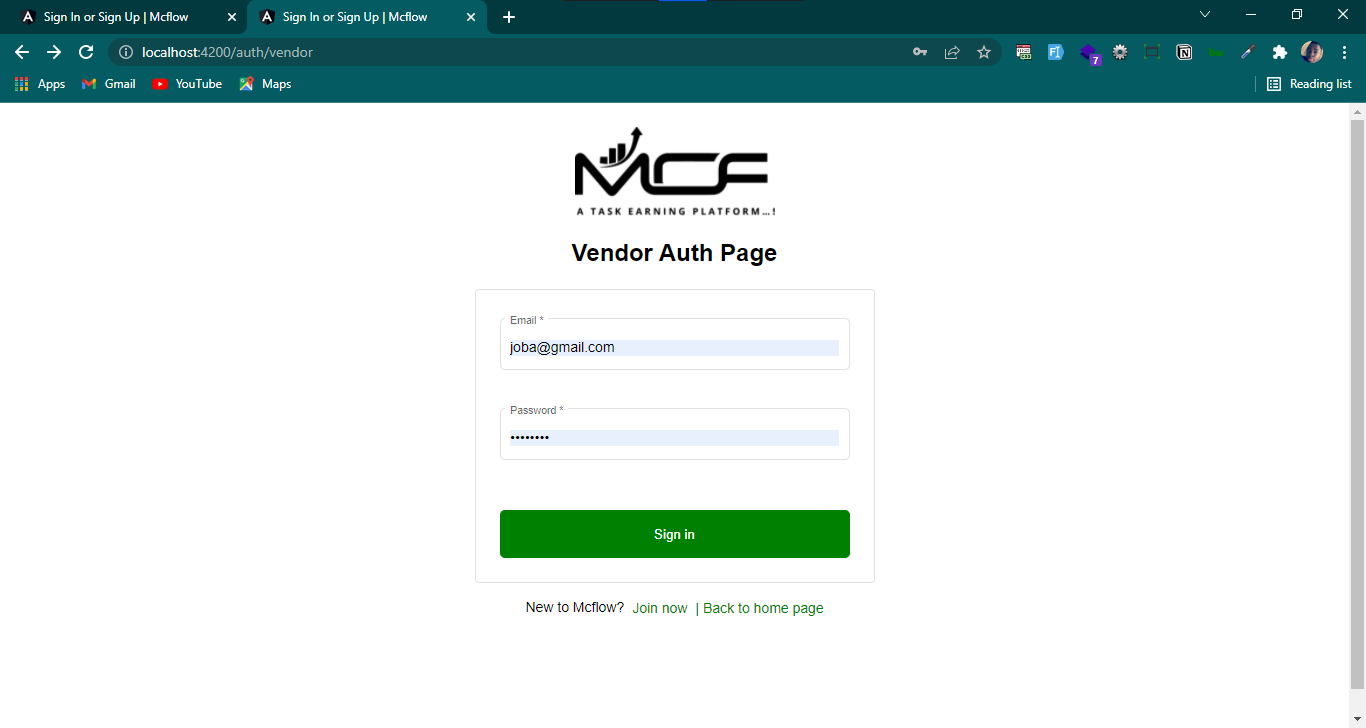 Sign In or Sign Up | Mcflow
Sign In or Sign Up | Mcflow
localhost:4200/auth/vendor
7
Apps
Gmail
YouTube
Maps
Reading list
MCF
A TASK EARNING PLATFORM...!
Vendor Auth Page
Email *
joba@gmail.com
Password *
••••••••
Sign in
New to Mcflow? Join now | Back to home page